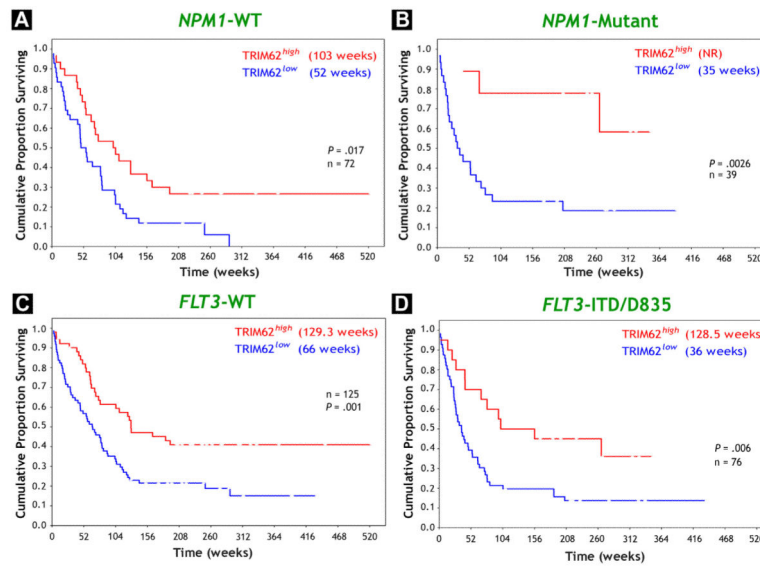 A
NPM1-WT
Cumulative Proportion Surviving
1.0
0.9
0.8
0.7
0.6
0.5
0.4
0.3
0.2
0.1
0.0
TRIM62high (103 weeks)
TRIM62low (52 weeks)
P = .017
n = 72
52 104 156 208 260 312 364 416 468 520
Time (weeks)
B
NPM1-Mutant
Cumulative Proportion Surviving
1.0
0.9
0.8
0.7
0.6
0.5
0.4
0.3
0.2
0.1
0.0
TRIM62high (NR)
TRIM62low (35 weeks)
P = .0026
n = 39
52 104 156 208 260 312 364 416 468 520
Time (weeks)
C
FLT3-WT
Cumulative Proportion Surviving
1.0
0.9
0.8
0.7
0.6
0.5
0.4
0.3
0.2
0.1
0.0
TRIM62high (129.3 weeks)
TRIM62low (66 weeks)
n = 125
P = .001
52 104 156 208 260 312 364 416 468 520
Time (weeks)
D
FLT3-ITD/D835
Cumulative Proportion Surviving
1.0
0.9
0.8
0.7
0.6
0.5
0.4
0.3
0.2
0.1
0.0
TRIM62high (128.5 weeks
TRIM62low (36 weeks)
P = .006
n = 76
52 104 156 208 260 312 364 416 468 520
Time (weeks)